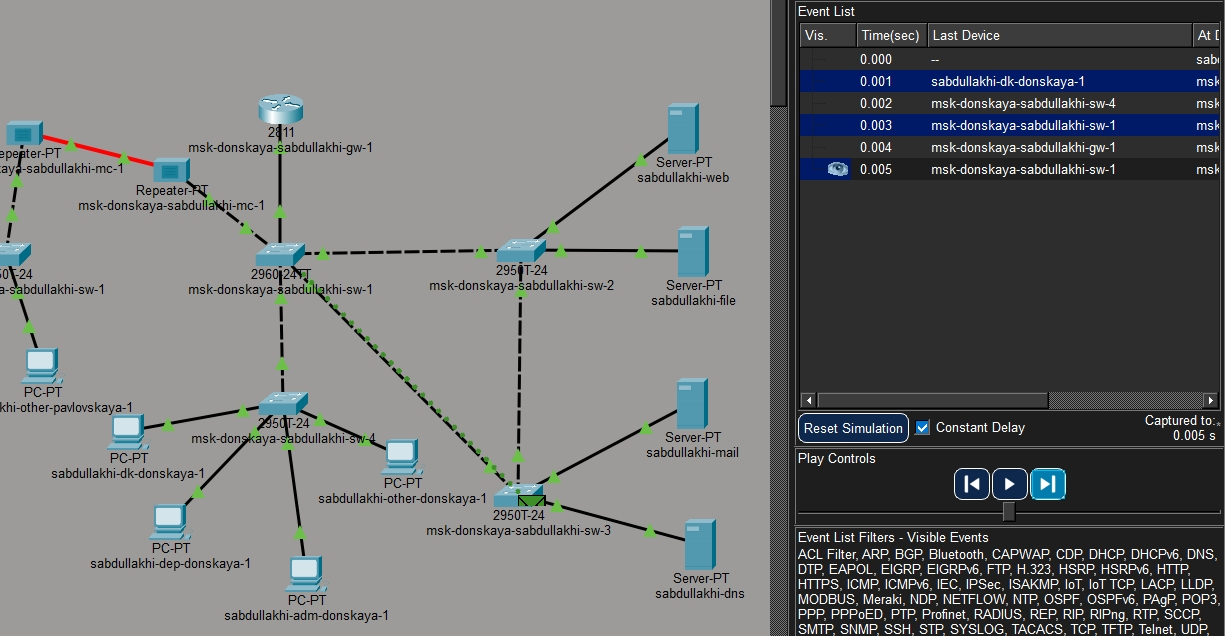 2811
msk-donskaya-sabdullakhi-gw-1
epeater-PT
kaya-sabdullakhi-mc-1
Repeater-PT
msk-donskaya-sabdullakhi-mc-1
50T-24
a-sabdullakhi-sw-1
2960-24TT
msk-donskaya-sabdullakhi-sw-1
2950T-24
msk-donskaya-sabdullakhi-sw-2
Server-PT
sabdullakhi-web
Server-PT
sabdullakhi-file
PC-PT
khi-other-pavlovskaya-1
2950T-24
msk-donskaya-sabdullakhi-sw-4
PC-PT
sabdullakhi-dk-donskaya-1
PC-PT
sabdullakhi-other-donskaya-1
Server-PT
sabdullakhi-mail
2950T-24
msk-donskaya-sabdullakhi-sw-3
PC-PT
sabdullakhi-dep-donskaya-1
PC-PT
sabdullakhi-adm-donskaya-1
Server-PT
sabdullakhi-dns
Event List
Vis. Time(sec) Last Device At D
0.000 -- sabd
0.001 sabdullakhi-dk-donskaya-1 msk
0.002 msk-donskaya-sabdullakhi-sw-4 msk
0.003 msk-donskaya-sabdullakhi-sw-1 msk
0.004 msk-donskaya-sabdullakhi-gw-1 msk
0.005 msk-donskaya-sabdullakhi-sw-1 msk
Reset Simulation Constant Delay Captured to:*
0.005 s
Play Controls
Event List Filters - Visible Events
ACL Filter, ARP, BGP, Bluetooth, CAPWAP, CDP, DHCP, DHCPv6, DNS,
DTP, EAPOL, EIGRP, EIGRPv6, FTP, H.323, HSRP, HSRPv6, HTTP,
HTTPS, ICMP, ICMPv6, IEC, IPSec, ISAKMP, IoT, IoT TCP, LACP, LLDP,
MODBUS, Meraki, NDP, NETFLOW, NTP, OSPF, OSPFv6, PAgP, POP3,
PPP, PPPoED, PTP, Profinet, RADIUS, REP, RIP, RIPng, RTP, SCCP,
SMTP, SNMP, SSH, STP, SYSLOG, TACACS, TCP, TFTP, Telnet, UDP,